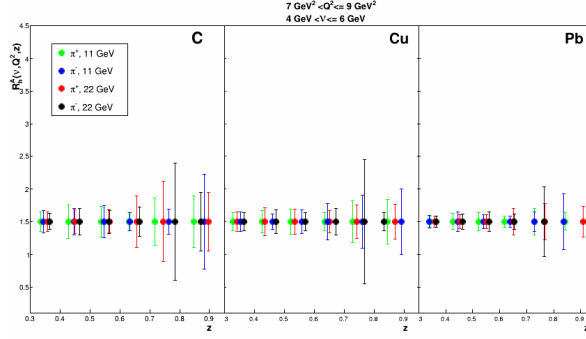 7 GeV² <Q²<= 9 GeV²
4 GeV <ν<= 6 GeV
R_h^A(ν,Q²,z)
4.5
4
3.5
3
2.5
2
1.5
1
0.5
C
Cu
Pb
π⁺, 11 GeV
π⁻, 11 GeV
π⁺, 22 GeV
π⁻, 22 GeV
0.3 0.4 0.5 0.6 0.7 0.8 0.9
z
3 0.4 0.5 0.6 0.7 0.8 0.9
z
3 0.4 0.5 0.6 0.7 0.8 0.9
z